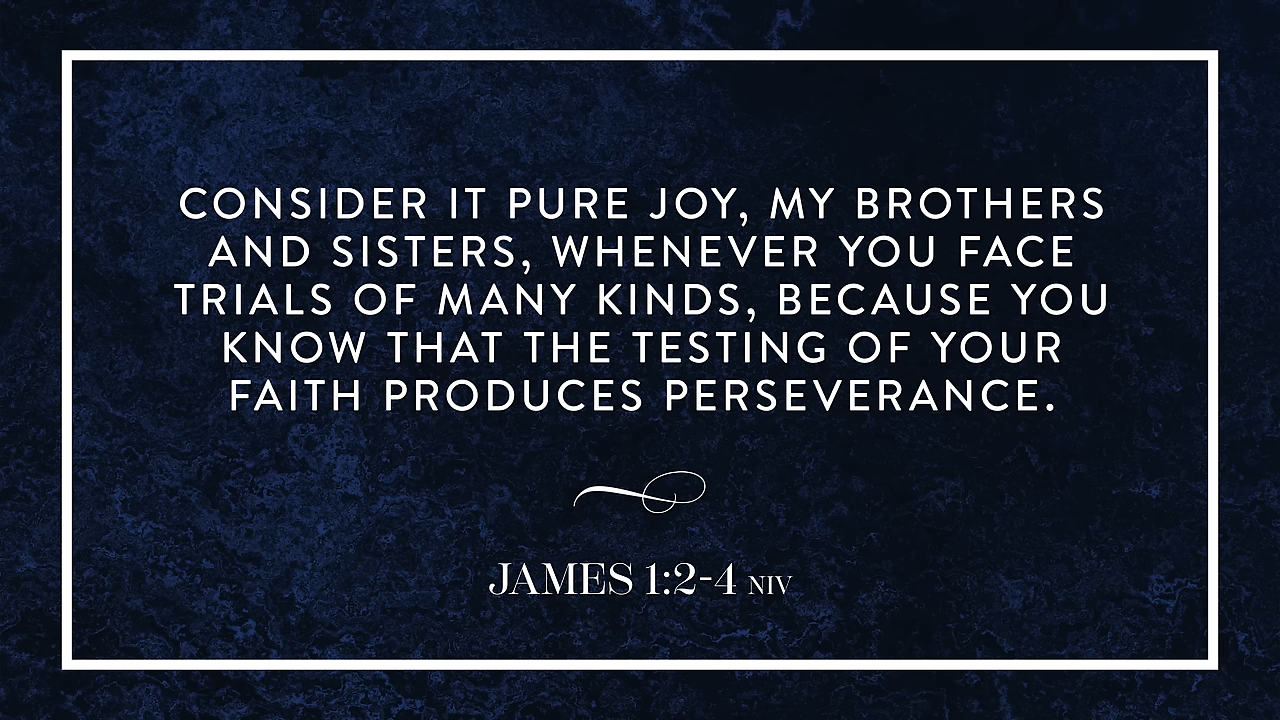 CONSIDER IT PURE JOY, MY BROTHERS
AND SISTERS, WHENEVER YOU FACE
TRIALS OF MANY KINDS, BECAUSE YOU
KNOW THAT THE TESTING OF YOUR
FAITH PRODUCES PERSEVERANCE.
JAMES 1:2-4 NIV